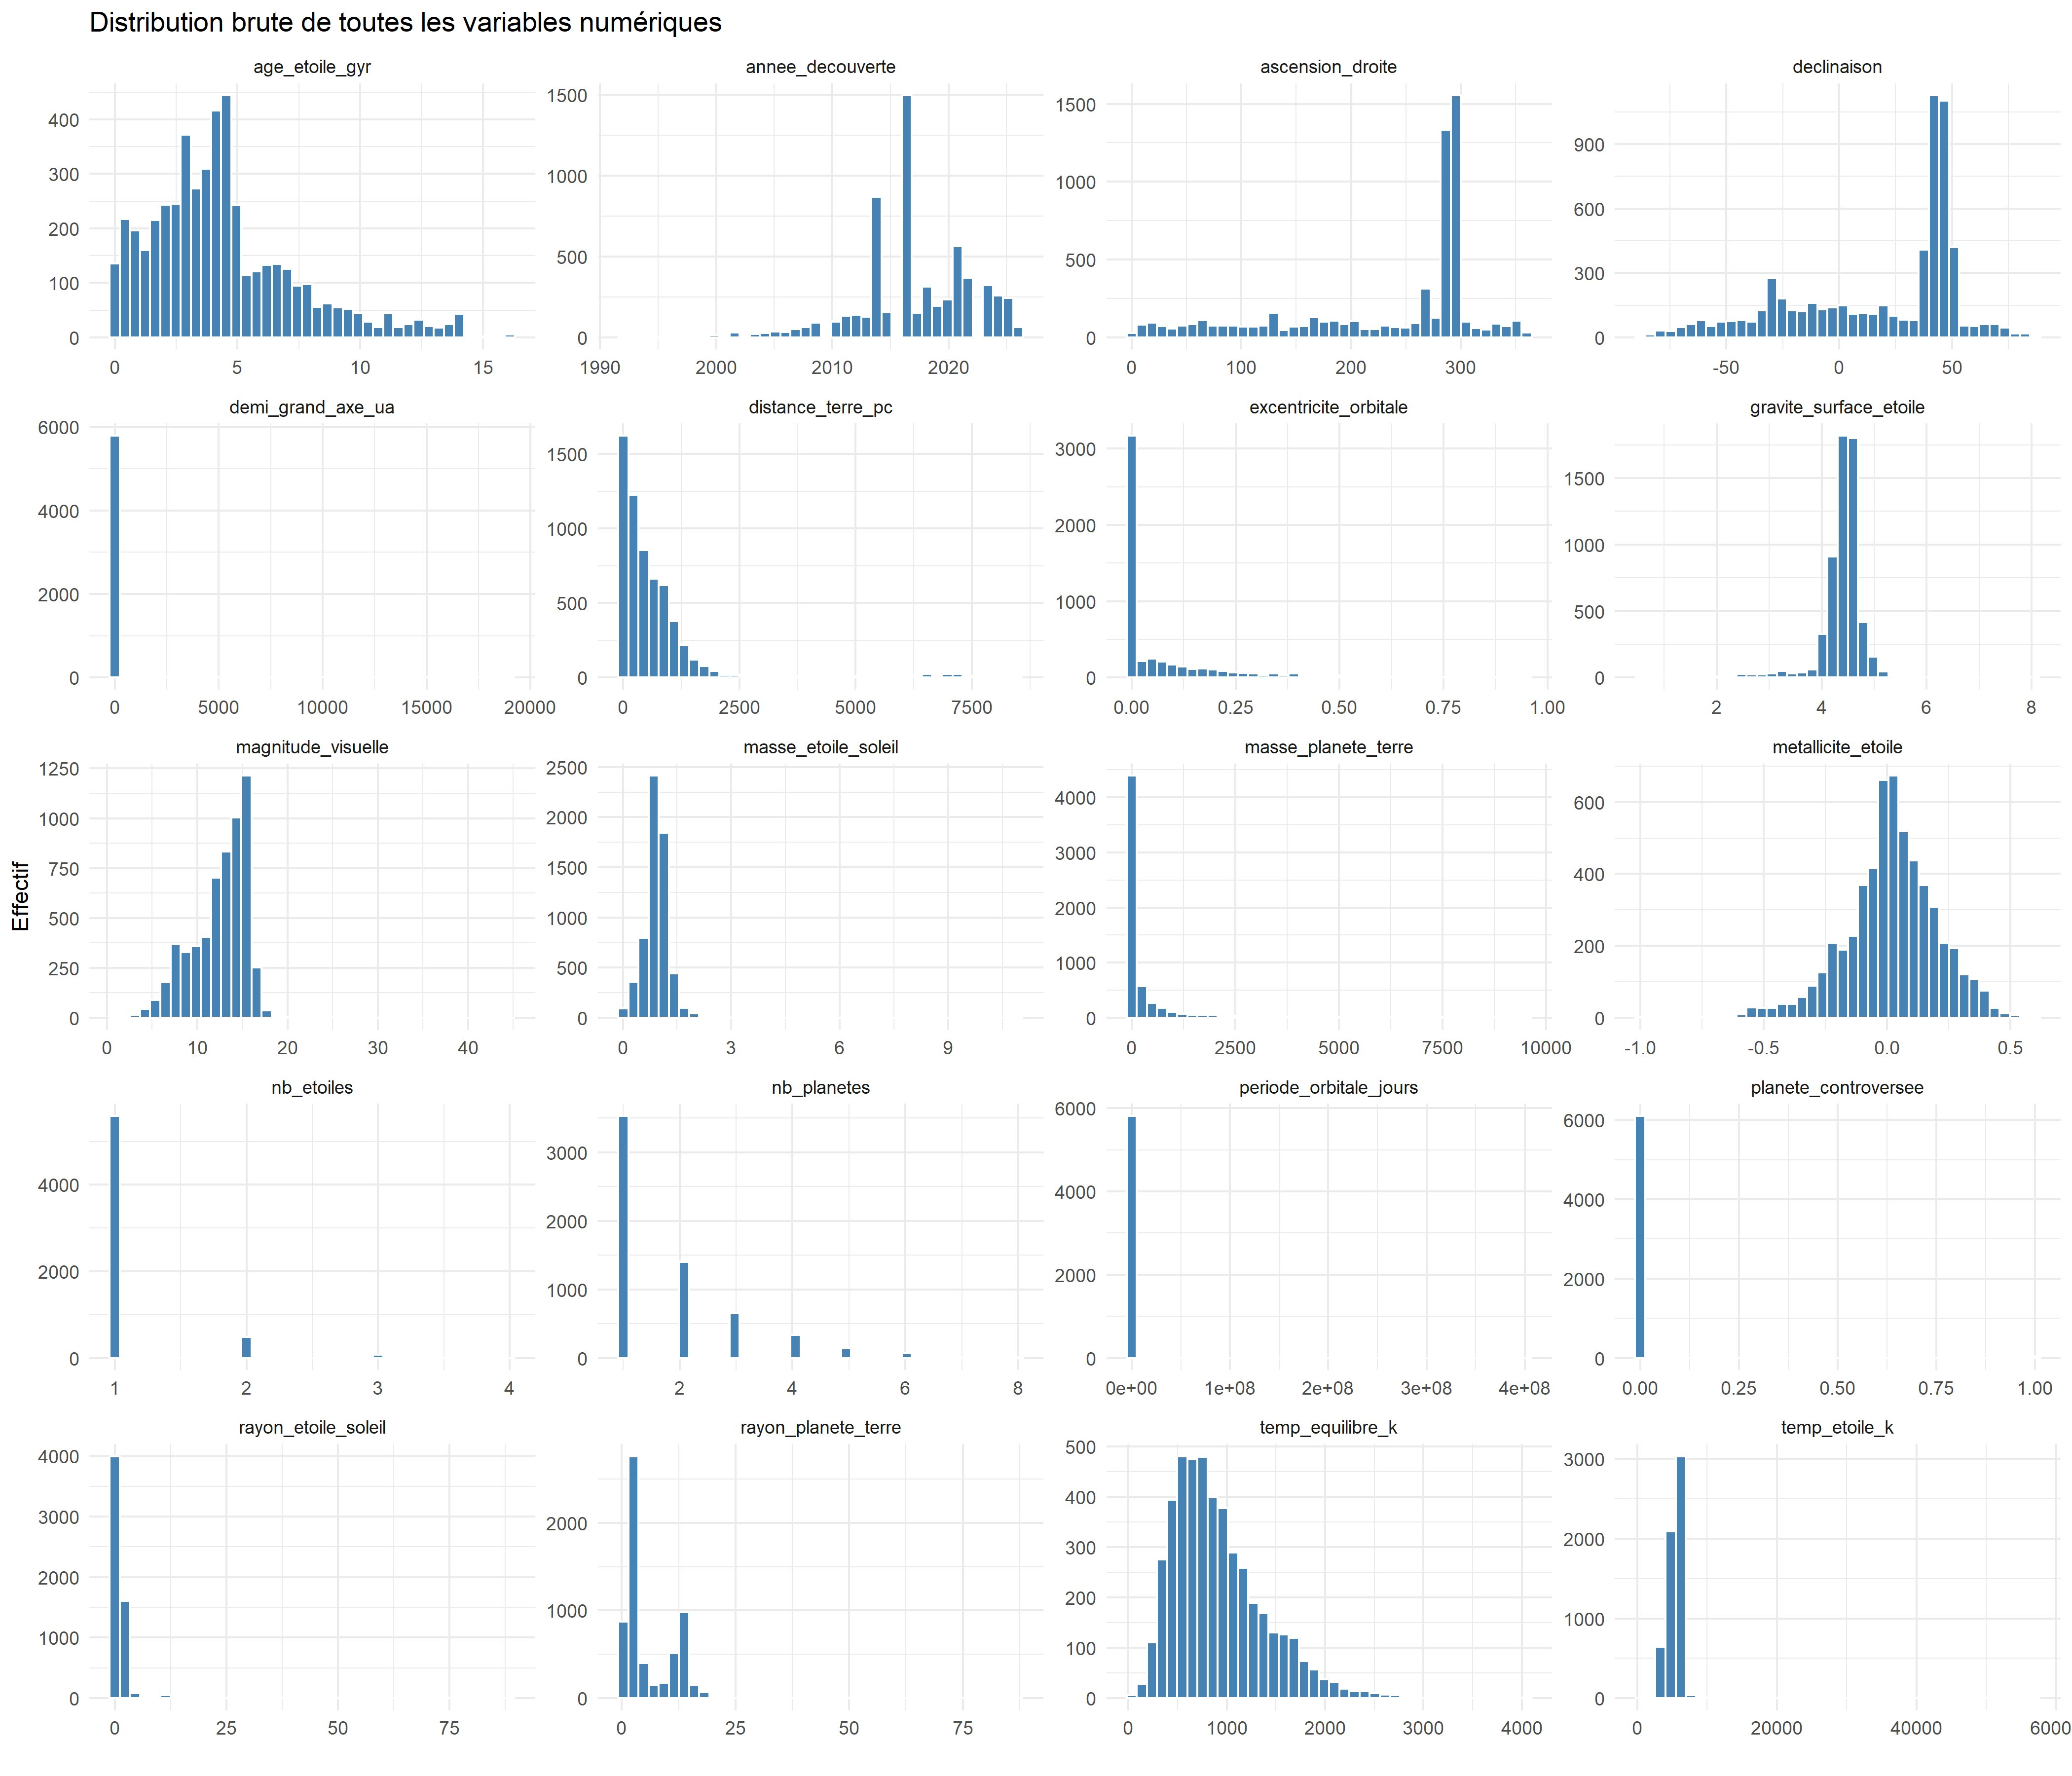 Distribution brute de toutes les variables numériques
age_etoile_gyr
annee_decouverte
ascension_droite
declinaison
400
300
200
100
0
0 5 10 15
1500
1000
500
0
1990 2000 2010 2020
1500
1000
500
0
0 100 200 300
900
600
300
0
-50 0 50
demi_grand_axe_ua
distance_terre_pc
excentricite_orbitale
gravite_surface_etoile
6000
4000
2000
0
0 5000 10000 15000 20000
1500
1000
500
0
0 2500 5000 7500
3000
2000
1000
0
0.00 0.25 0.50 0.75 1.00
1500
1000
500
0
2 4 6 8
Effectif
magnitude_visuelle
masse_etoile_soleil
masse_planete_terre
metallicite_etoile
1250
1000
750
500
250
0
0 10 20 30 40
2500
2000
1500
1000
500
0
0 3 6 9
4000
3000
2000
1000
0
0 2500 5000 7500 10000
600
400
200
0
-1.0 -0.5 0.0 0.5
nb_etoiles
nb_planetes
periode_orbitale_jours
planete_controversee
4000
2000
0
1 2 3 4
3000
2000
1000
0
2 4 6 8
6000
4000
2000
0
0e+00 1e+08 2e+08 3e+08 4e+08
6000
4000
2000
0
0.00 0.25 0.50 0.75 1.00
rayon_etoile_soleil
rayon_planete_terre
temp_equilibre_k
temp_etoile_k
4000
3000
2000
1000
0
0 25 50 75
2000
1000
0
0 25 50 75
500
400
300
200
100
0
0 1000 2000 3000 4000
3000
2000
1000
0
0 20000 40000 6000